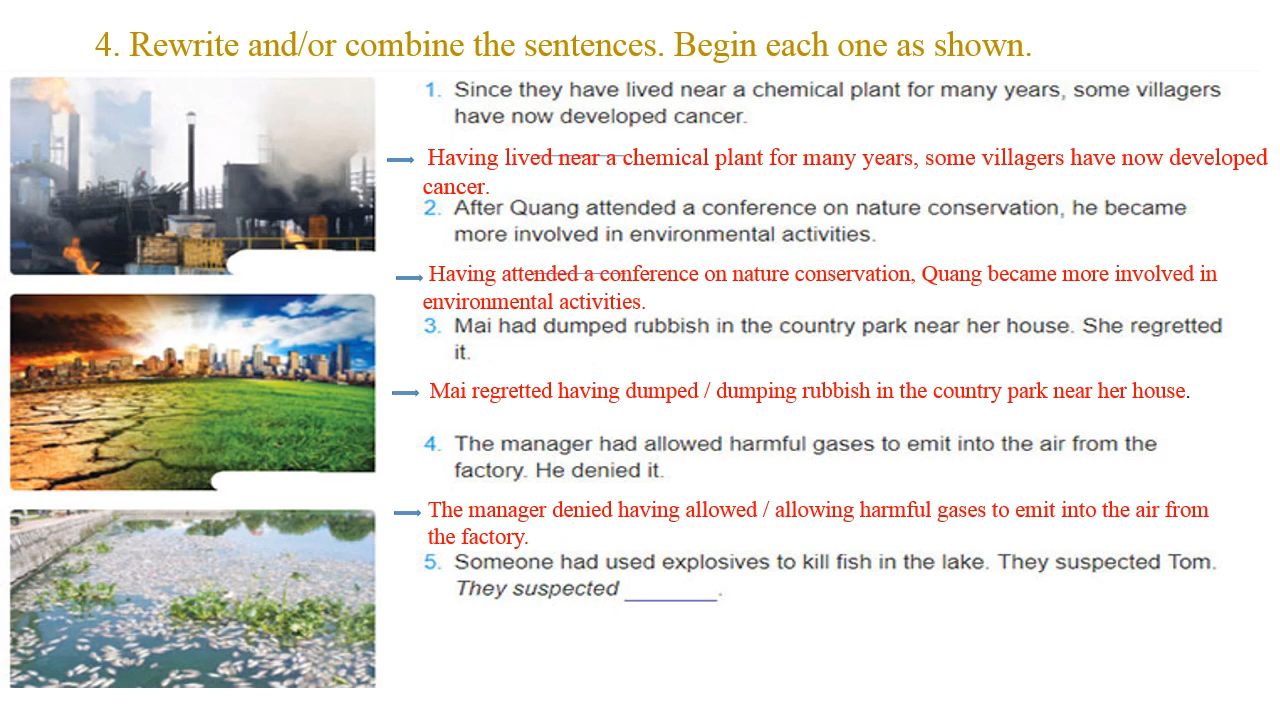 4. Rewrite and/or combine the sentences. Begin each one as shown.
1. Since they have lived near a chemical plant for many years, some villagers
have now developed cancer.
Having lived near a chemical plant for many years, some villagers have now developed
cancer.
2. After Quang attended a conference on nature conservation, he became
more involved in environmental activities.
Having attended a conference on nature conservation, Quang became more involved in
environmental activities.
3. Mai had dumped rubbish in the country park near her house. She regretted
it.
Mai regretted having dumped / dumping rubbish in the country park near her house.
4. The manager had allowed harmful gases to emit into the air from the
factory. He denied it.
The manager denied having allowed / allowing harmful gases to emit into the air from
the factory.
5. Someone had used explosives to kill fish in the lake. They suspected Tom.
They suspected ________.